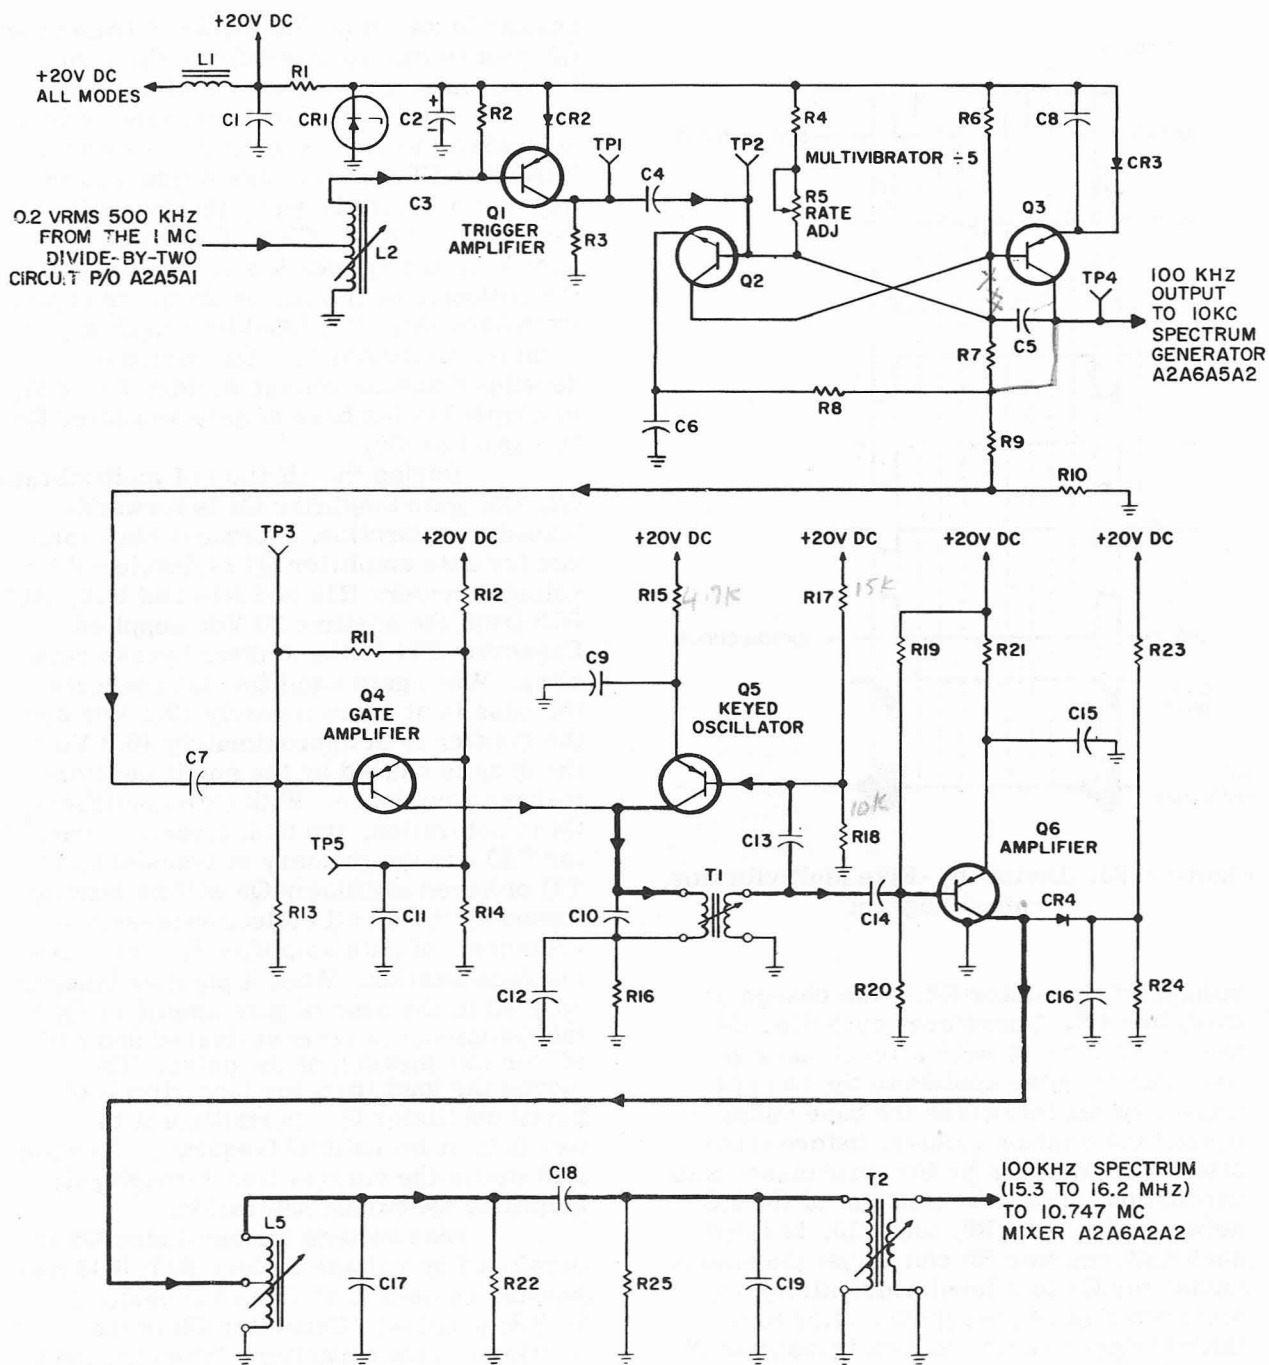 +20V DC
L1
+20V DC
ALL MODES
R1
C1
CR1
+
C2
-
R2
CR2
TP1
C4
TP2
R4
MULTIVIBRATOR ÷5
R5
RATE
ADJ
R6
C8
CR3
Q3
C3
Q1
TRIGGER
AMPLIFIER
R3
Q2
0.2 VRMS 500 KHZ
FROM THE 1 MC
DIVIDE-BY-TWO
CIRCUIT P/O A2A5A1
L2
TP4
100 KHZ
OUTPUT
TO 10KC
SPECTRUM
GENERATOR
A2A6A5A2
C5
R7
R8
C6
R9
R10
TP3
+20V DC
+20V DC
+20V DC
+20V DC
+20V DC
R12
R15
4.7K
R17
15K
R11
C9
R19
R21
R23
Q4
GATE
AMPLIFIER
Q5
KEYED
OSCILLATOR
C15
C7
10K
R18
C13
Q6
AMPLIFIER
TP5
T1
C14
CR4
R13
C11
R14
C10
C12
R16
R20
C16
R24
L5
C18
T2
100KHZ SPECTRUM
(15.3 TO 16.2 MHZ)
TO 10.747 MC
MIXER A2A6A2A2
C17
R22
R25
C19